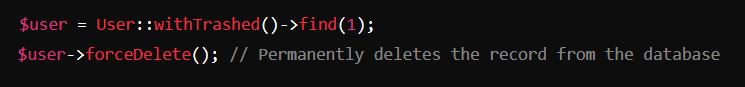 $user = User::withTrashed()->find(1);
$user->forceDelete(); // Permanently deletes the record from the database